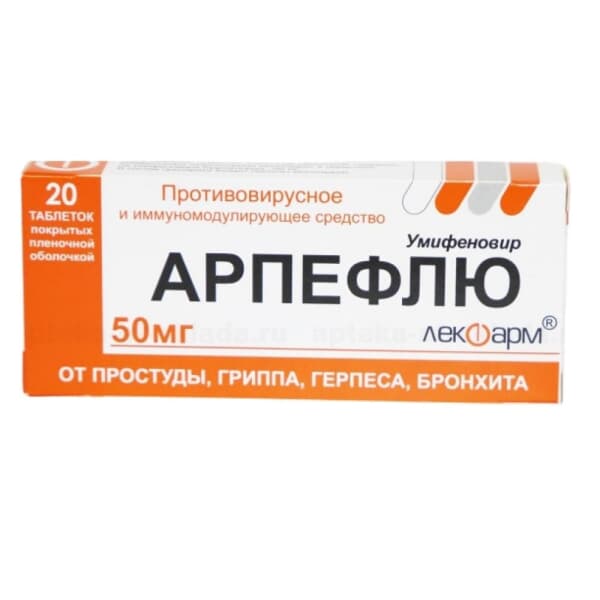 20
ТАБЛЕТОК
покрытых
пленочной
оболочкой
Противовирусное
и иммуномодулирующее средство
Умифеновир
АРПЕФЛЮ
50мг
лекФарм®
ОТ ПРОСТУДЫ, ГРИППА, ГЕРПЕСА, БРОНХИТА